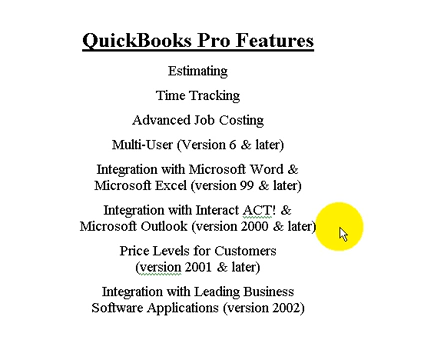 QuickBooks Pro Features
Estimating
Time Tracking
Advanced Job Costing
Multi-User (Version 6 & later)
Integration with Microsoft Word &
Microsoft Excel (version 99 & later)
Integration with Interact ACT! &
Microsoft Outlook (version 2000 & later)
Price Levels for Customers
(version 2001 & later)
Integration with Leading Business
Software Applications (version 2002)